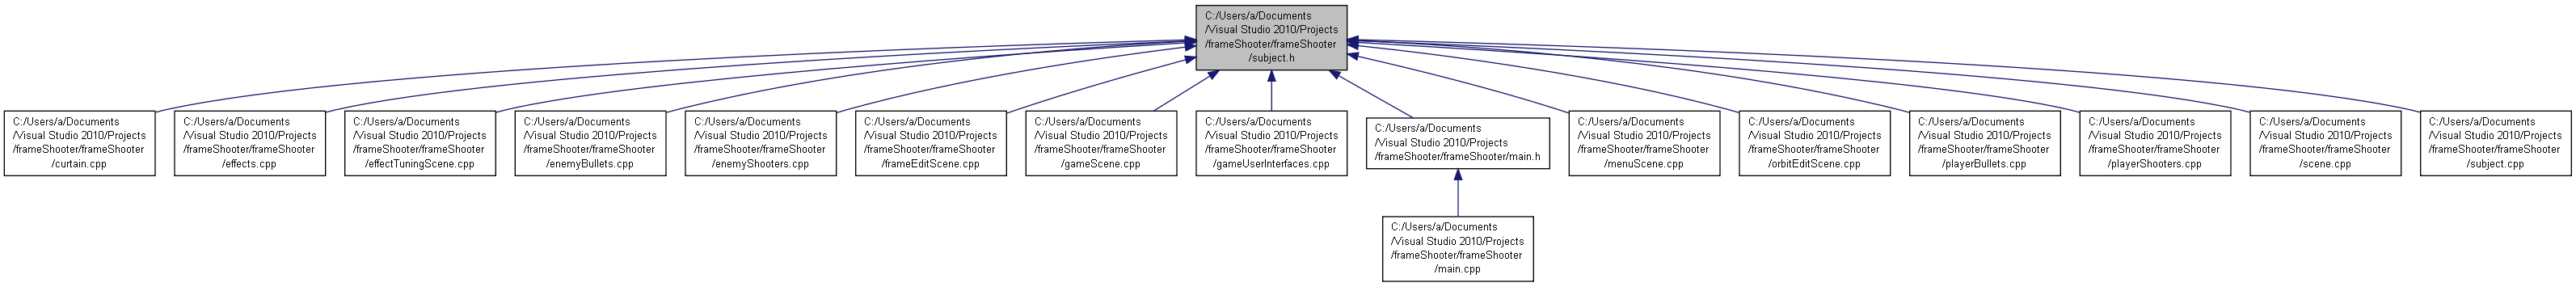 C:/Users/a/Documents
/Visual Studio 2010/Projects
/frameShooter/frameShooter
/subject.h
C:/Users/a/Documents
/Visual Studio 2010/Projects
/frameShooter/frameShooter
/curtain.cpp
C:/Users/a/Documents
/Visual Studio 2010/Projects
/frameShooter/frameShooter
/effects.cpp
C:/Users/a/Documents
/Visual Studio 2010/Projects
/frameShooter/frameShooter
/effectTuningScene.cpp
C:/Users/a/Documents
/Visual Studio 2010/Projects
/frameShooter/frameShooter
/enemyBullets.cpp
C:/Users/a/Documents
/Visual Studio 2010/Projects
/frameShooter/frameShooter
/enemyShooters.cpp
C:/Users/a/Documents
/Visual Studio 2010/Projects
/frameShooter/frameShooter
/frameEditScene.cpp
C:/Users/a/Documents
/Visual Studio 2010/Projects
/frameShooter/frameShooter
/gameScene.cpp
C:/Users/a/Documents
/Visual Studio 2010/Projects
/frameShooter/frameShooter
/gameUserInterfaces.cpp
C:/Users/a/Documents
/Visual Studio 2010/Projects
/frameShooter/frameShooter/main.h
C:/Users/a/Documents
/Visual Studio 2010/Projects
/frameShooter/frameShooter
/menuScene.cpp
C:/Users/a/Documents
/Visual Studio 2010/Projects
/frameShooter/frameShooter
/orbitEditScene.cpp
C:/Users/a/Documents
/Visual Studio 2010/Projects
/frameShooter/frameShooter
/playerBullets.cpp
C:/Users/a/Documents
/Visual Studio 2010/Projects
/frameShooter/frameShooter
/playerShooters.cpp
C:/Users/a/Documents
/Visual Studio 2010/Projects
/frameShooter/frameShooter
/scene.cpp
C:/Users/a/Documents
/Visual Studio 2010/Projects
/frameShooter/frameShooter
/subject.cpp
C:/Users/a/Documents
/Visual Studio 2010/Projects
/frameShooter/frameShooter
/main.cpp